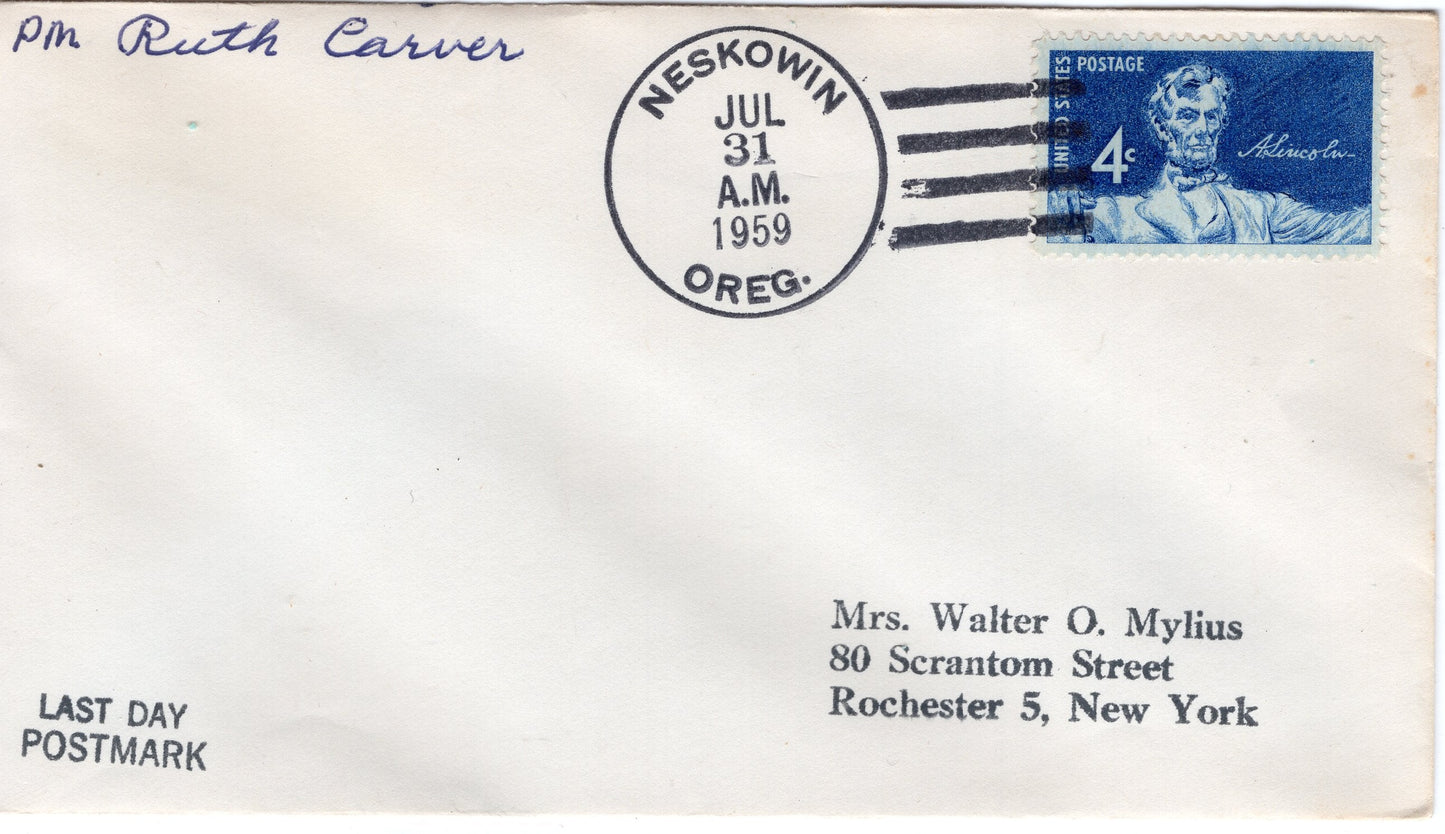 PM Ruth Carver
NESKOWIN
JUL
31
A.M.
1959
OREG.
UNITED STATES
POSTAGE
4c
A. Lincoln
Mrs. Walter O. Mylius
80 Scrantom Street
Rochester 5, New York
LAST DAY
POSTMARK